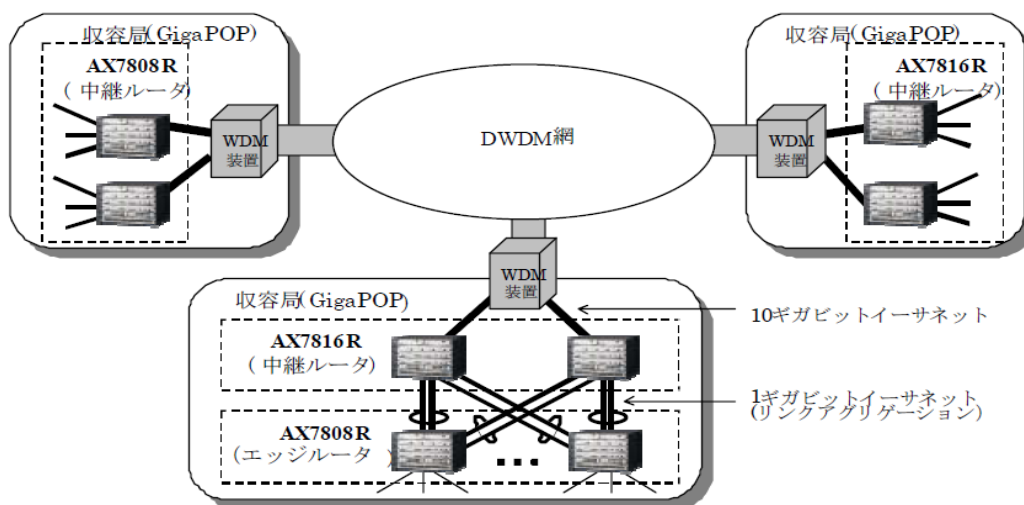 収容局(GigaPOP)
AX7808R
(中継ルータ)
WDM
装置
DWDM網
収容局(GigaPOP)
AX7816R
(中継ルータ)
WDM
装置
WDM
装置
収容局(GigaPOP)
AX7816R
(中継ルータ)
10ギガビットイーサネット
1ギガビットイーサネット
(リンクアグリゲーション)
AX7808R
(エッジルータ)
...